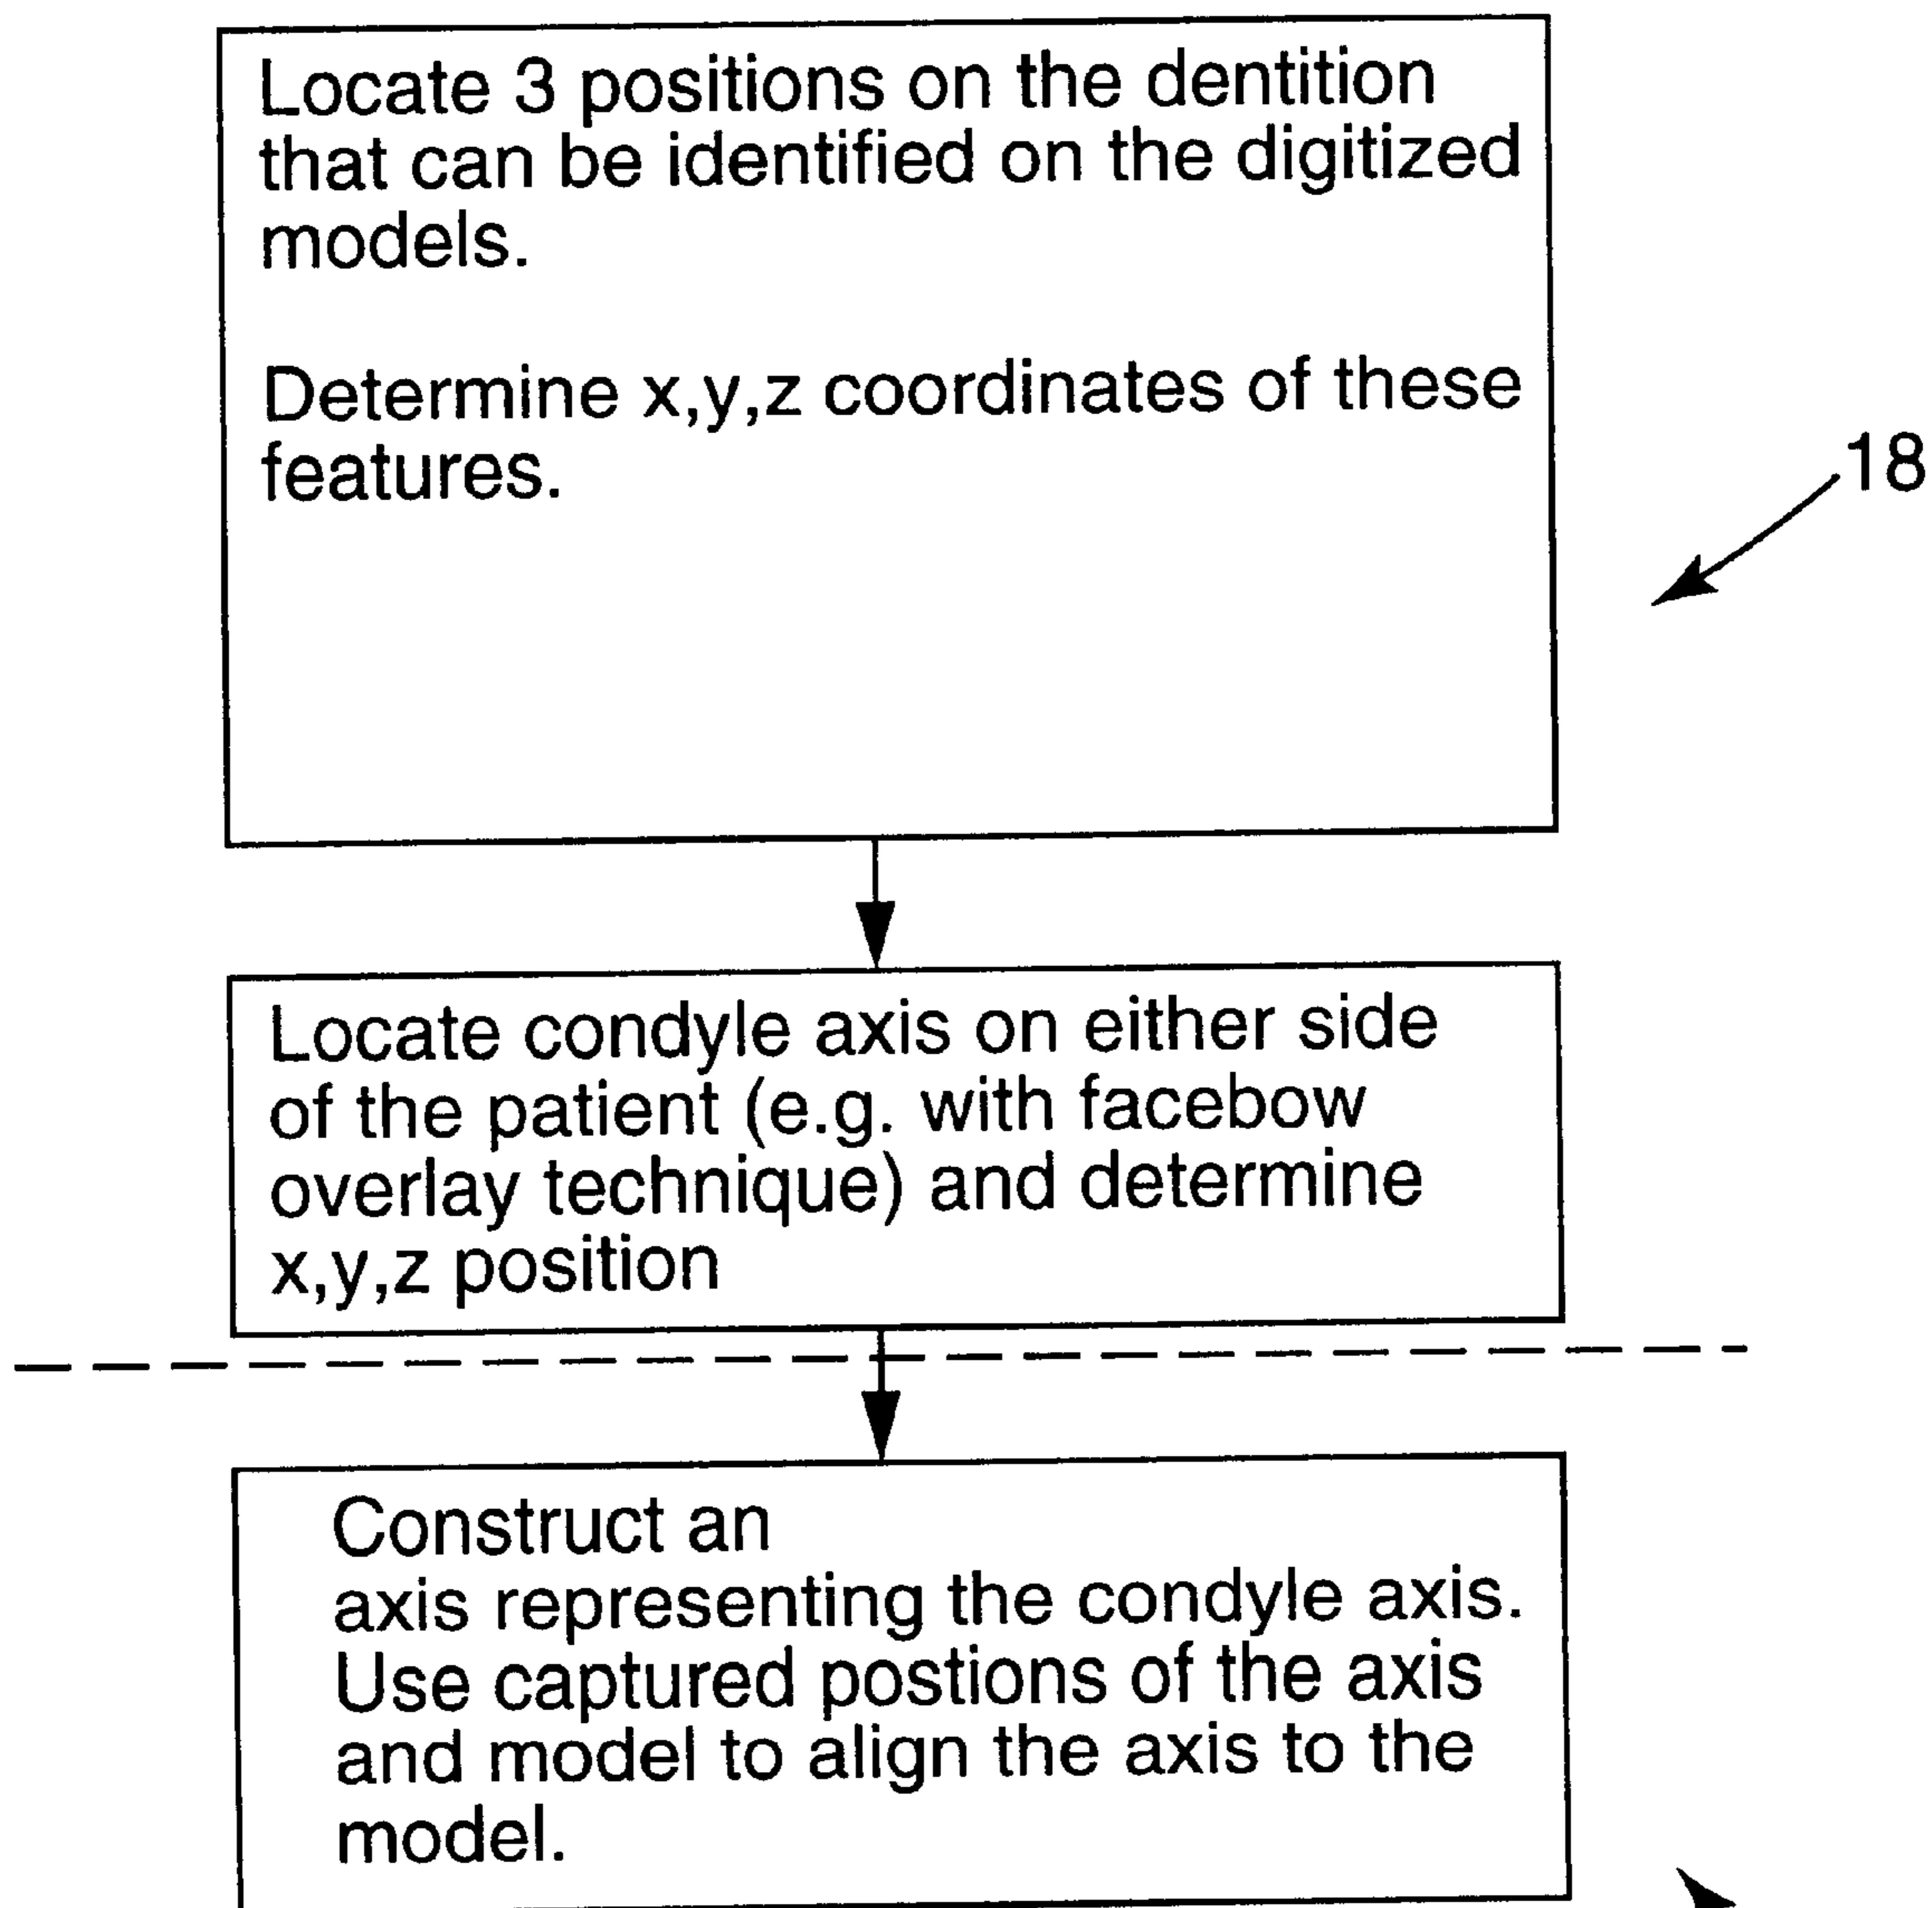 Locate 3 positions on the dentition
that can be identified on the digitized
models.
Determine x,y,z coordinates of these
features.
18
Locate condyle axis on either side
of the patient (e.g. with facebow
overlay technique) and determine
x,y,z position
Construct an
axis representing the condyle axis.
Use captured postions of the axis
and model to align the axis to the
model.